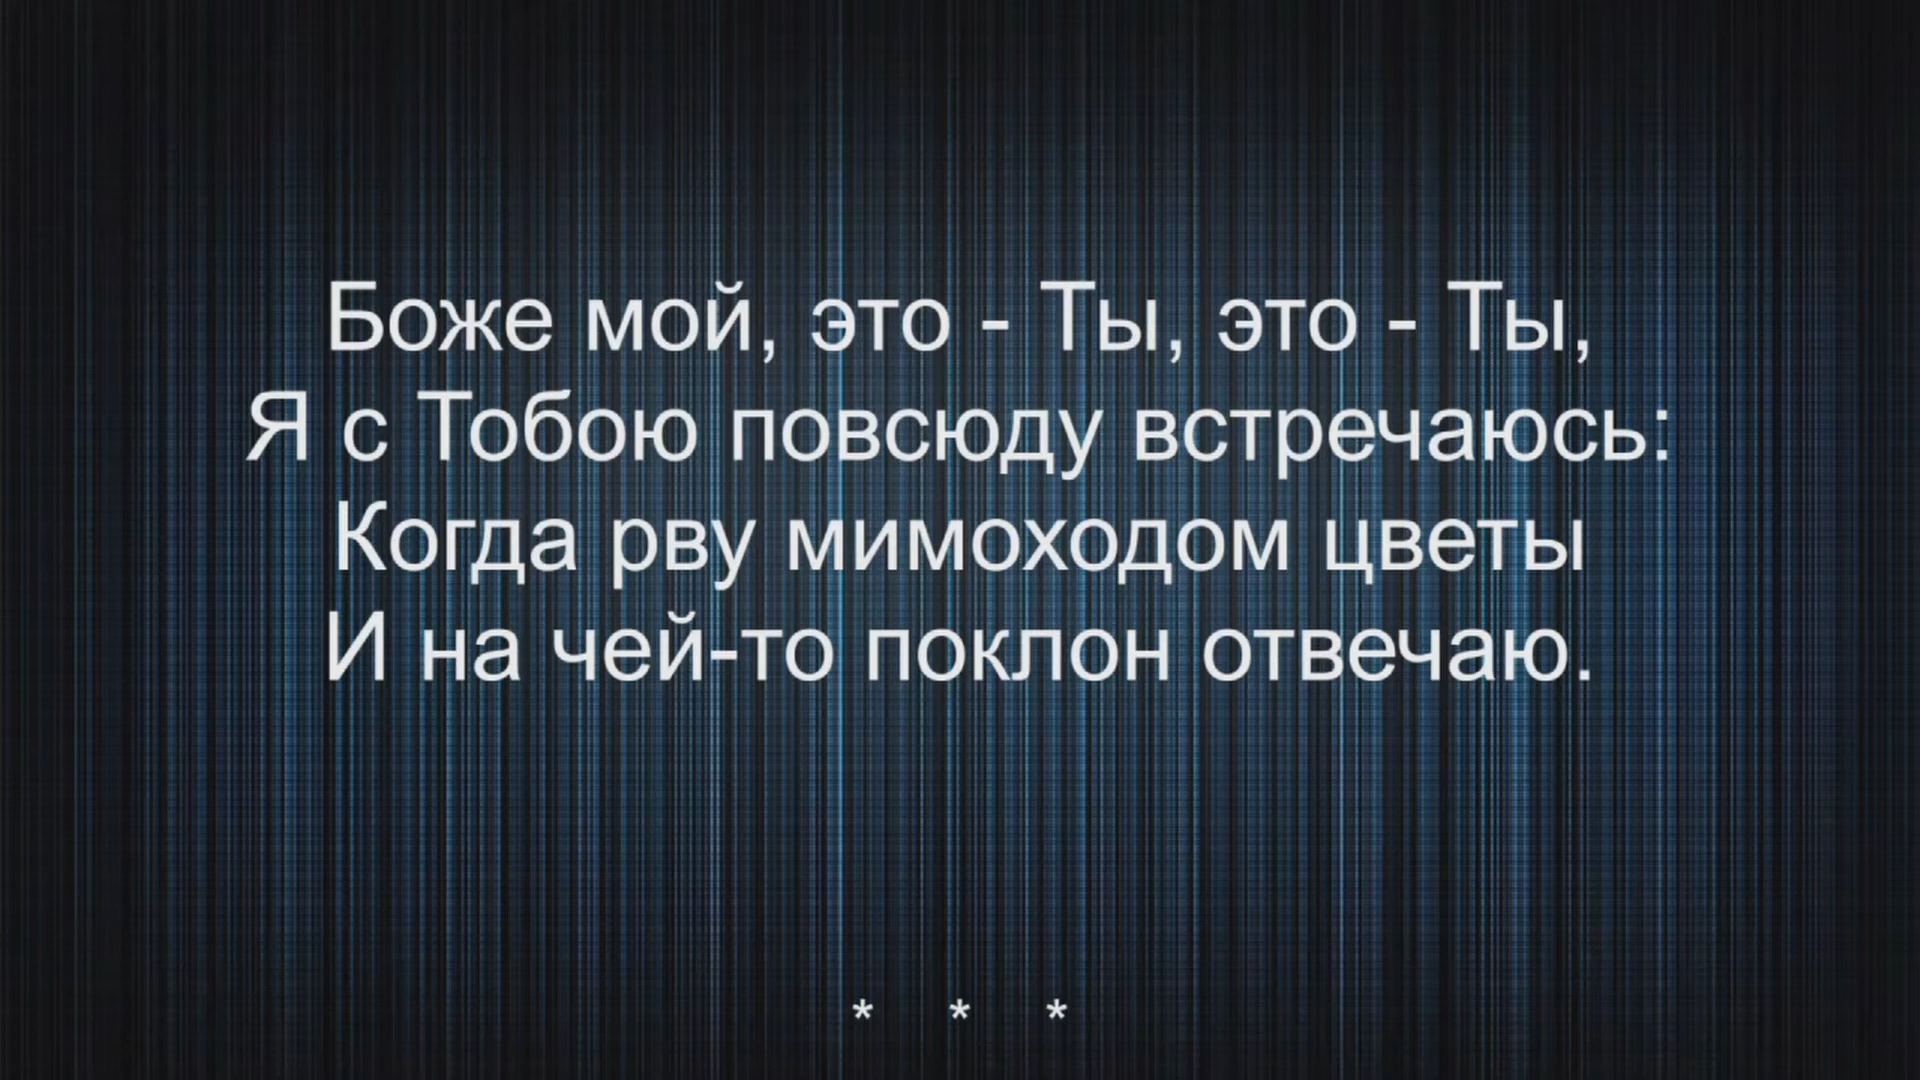 Боже мой, это - Ты, это - Ты,
Я с Тобою повсюду встречаюсь:
Когда рву мимоходом цветы
И на чей-то поклон отвечаю.
* * *